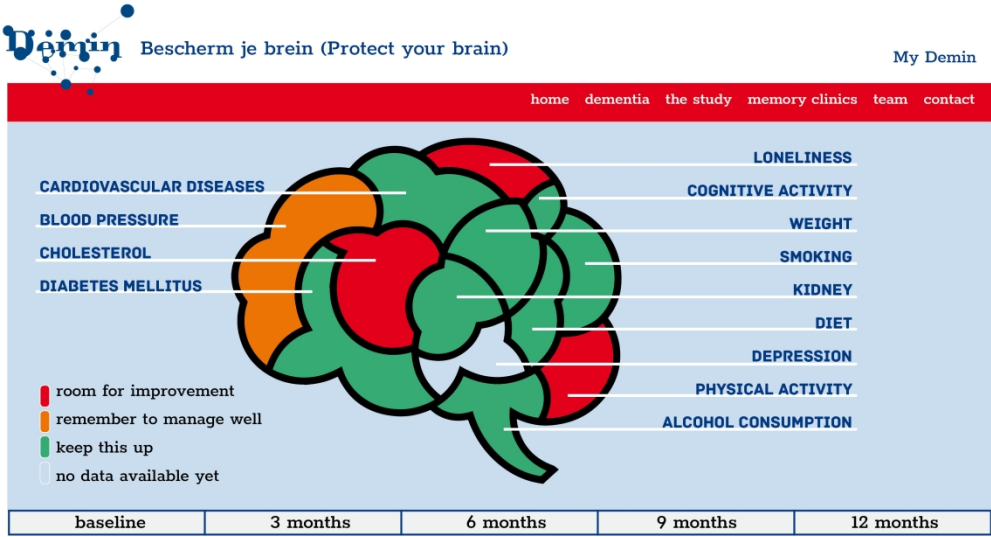 Demin
Bescherm je brein (Protect your brain)
My Demin
home dementia the study memory clinics team contact
CARDIOVASCULAR DISEASES
BLOOD PRESSURE
CHOLESTEROL
DIABETES MELLITUS
LONELINESS
COGNITIVE ACTIVITY
WEIGHT
SMOKING
KIDNEY
DIET
DEPRESSION
PHYSICAL ACTIVITY
ALCOHOL CONSUMPTION
room for improvement
remember to manage well
keep this up
no data available yet
baseline 3 months 6 months 9 months 12 months